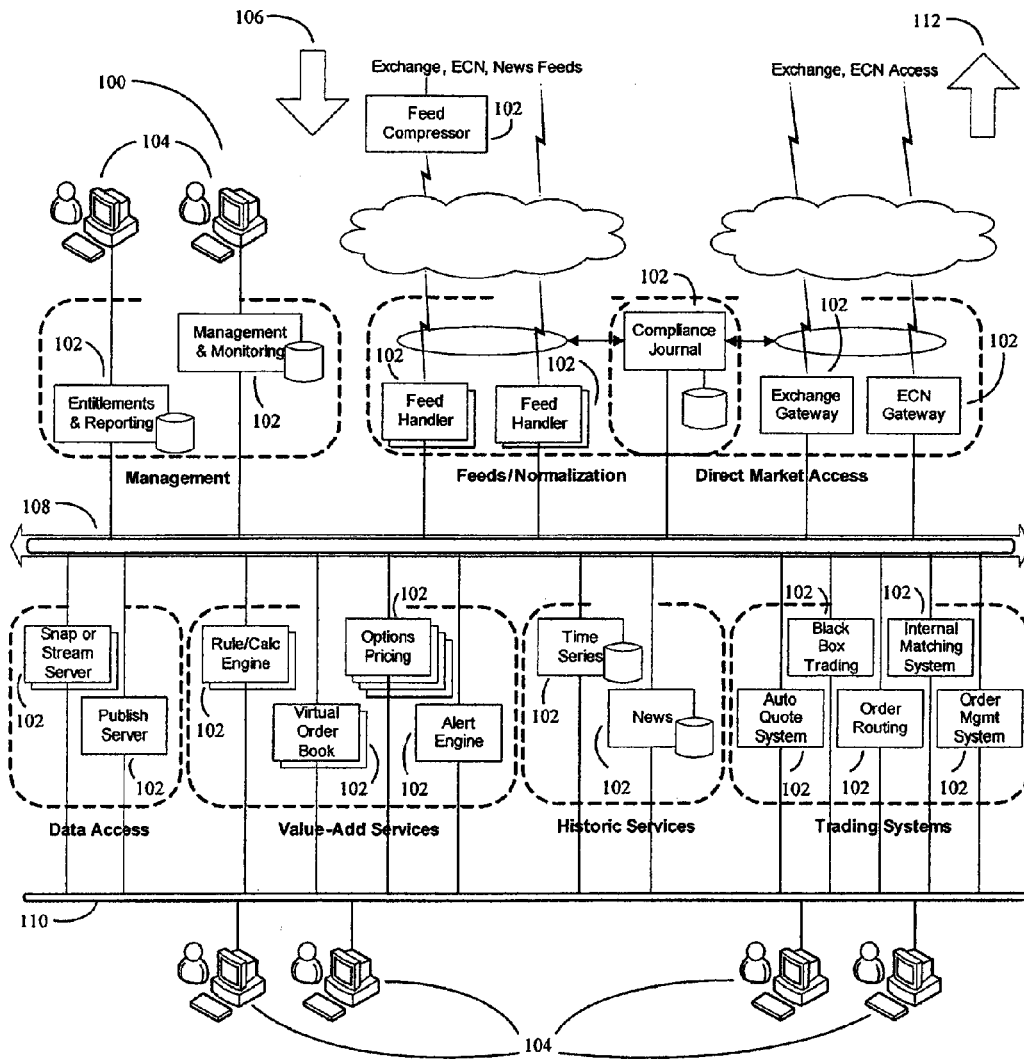 106
112
Exchange, ECN, News Feeds
Exchange, ECN Access
100
Feed
Compressor
102
104
102
Management
& Monitoring
Compliance
Journal
102
102
102
102
102
102
Entitlements
& Reporting
Feed
Handler
Feed
Handler
Exchange
Gateway
ECN
Gateway
Management
Feeds/Normalization
Direct Market Access
108
102
102
102
Snap or
Stream
Server
Rule/Calc
Engine
Options
Pricing
Time
Series
Black
Box
Trading
Internal
Matching
System
102
102
102
Publish
Server
Virtual
Order
Book
Alert
Engine
News
Auto
Quote
System
Order
Routing
Order
Mgmt
System
102
102
102
102
102
102
102
Data Access
Value-Add Services
Historic Services
Trading Systems
110
104